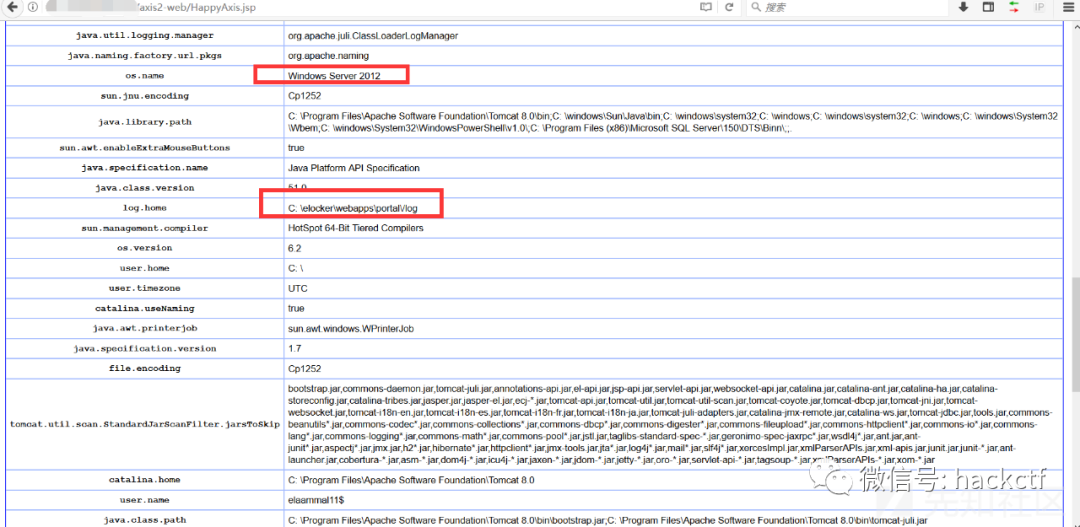 /axis2-web/HappyAxis.jsp
搜索
IP
java.util.logging.manager org.apache.juli.ClassLoaderLogManager
java.naming.factory.url.pkgs org.apache.naming
os.name Windows Server 2012
sun.jnu.encoding Cp1252
java.library.path C: \Program Files\Apache Software Foundation\Tomcat 8.0\bin;C: \windows\Sun\Java\bin;C: \windows\system32;C: \windows;C: \windows\system32;C: \windows;C: \windows\System32
\Wbem;C: \windows\System32\WindowsPowerShell\v1.0\;C: \Program Files (x86)\Microsoft SQL Server\150\DTS\Binn\;;.
sun.awt.enableExtraMouseButtons true
java.specification.name Java Platform API Specification
java.class.version 51.0
log.home C: \elocker\webapps\portal\/log
sun.management.compiler HotSpot 64-Bit Tiered Compilers
os.version 6.2
user.home C: \
user.timezone UTC
catalina.useNaming true
java.awt.printerjob sun.awt.windows.WPrinterJob
java.specification.version 1.7
file.encoding Cp1252
tomcat.util.scan.StandardJarScanFilter.jarsToSkip bootstrap.jar,commons-daemon.jar,tomcat-juli.jar,annotations-api.jar,el-api.jar,jsp-api.jar,servlet-api.jar,websocket-api.jar,catalina.jar,catalina-ant.jar,catalina-ha.jar,catalina-
storeconfig.jar,catalina-tribes.jar,jasper.jar,jasper-el.jar,ecj-*.jar,tomcat-api.jar,tomcat-util.jar,tomcat-util-scan.jar,tomcat-coyote.jar,tomcat-dbcp.jar,tomcat-jni.jar,tomcat-
websocket.jar,tomcat-i18n-en.jar,tomcat-i18n-es.jar,tomcat-i18n-fr.jar,tomcat-i18n-ja.jar,tomcat-juli-adapters.jar,catalina-jmx-remote.jar,catalina-ws.jar,tomcat-jdbc.jar,tools.jar,commons-
beanutils*.jar,commons-codec*.jar,commons-collections*.jar,commons-dbcp*.jar,commons-digester*.jar,commons-fileupload*.jar,commons-httpclient*.jar,commons-io*.jar,commons-
lang*.jar,commons-logging*.jar,commons-math*.jar,commons-pool*.jar,jstl.jar,taglibs-standard-spec-*.jar,geronimo-spec-jaxrpc*.jar,wsdl4j*.jar,ant.jar,ant-
junit*.jar,aspectj*.jar,jmx.jar,h2*.jar,hibernate*.jar,httpclient*.jar,jmx-tools.jar,jta*.jar,log4j*.jar,mail*.jar,slf4j*.jar,xercesImpl.jar,xmlParserAPIs.jar,xml-apis.jar,junit.jar,junit-*.jar,ant-
launcher.jar,cobertura-*.jar,asm-*.jar,dom4j-*.jar,icu4j-*.jar,jaxen-*.jar,jdom-*.jar,jetty-*.jar,oro-*.jar,servlet-api-*.jar,tagsoup-*.jar,xmlParserAPIs-*.jar,xom-*.jar
catalina.home C: \Program Files\Apache Software Foundation\Tomcat 8.0
微信号: hackctf
user.name elaammal11$
先知社区
java.class.path C: \Program Files\Apache Software Foundation\Tomcat 8.0\bin\bootstrap.jar;C: \Program Files\Apache Software Foundation\Tomcat 8.0\bin\tomcat-juli.jar